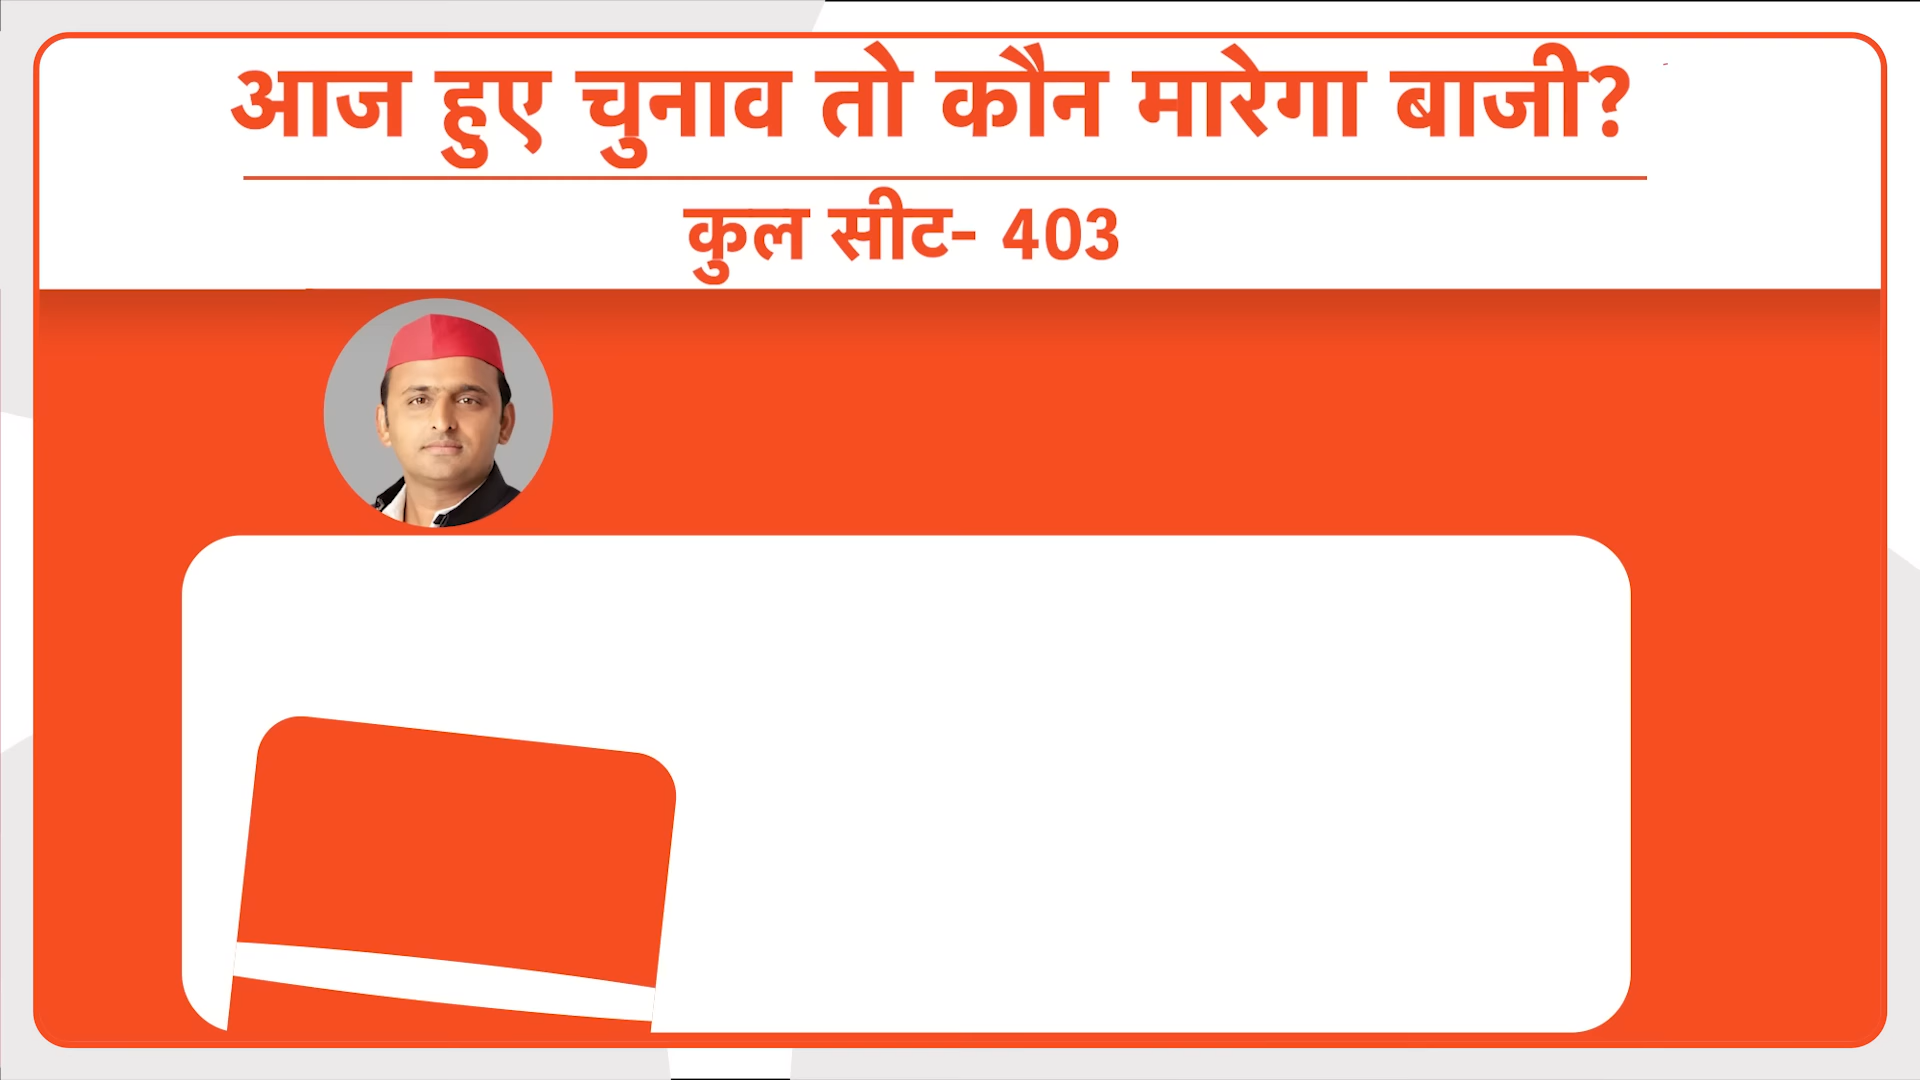 आज हुए चुनाव तो कौन मारेगा बाजी?
कुल सीट- 403